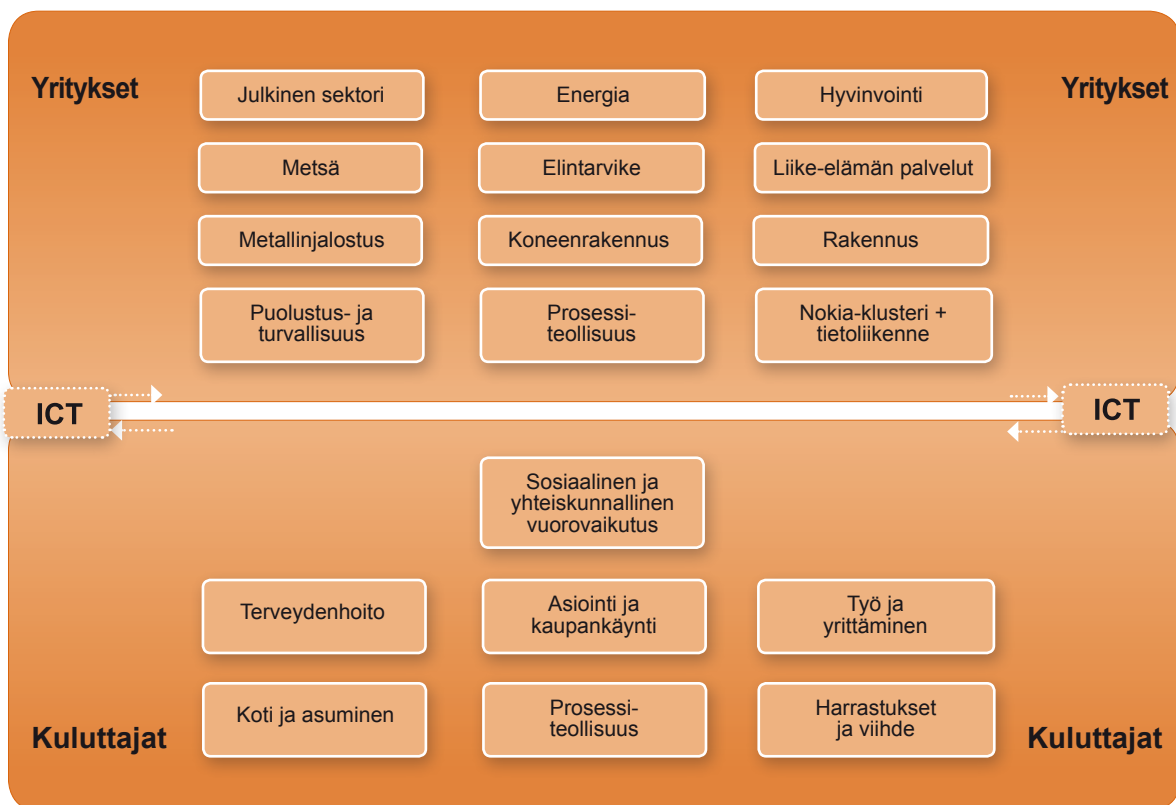 Yritykset
Yritykset
Julkinen sektori
Energia
Hyvinvointi
Metsä
Elintarvike
Liike-elämän palvelut
Metallinjalostus
Koneenrakennus
Rakennus
Puolustus- ja
turvallisuus
Prosessi-
teollisuus
Nokia-klusteri +
tietoliikenne
ICT
ICT
Sosiaalinen ja
yhteiskunnallinen
vuorovaikutus
Terveydenhoito
Asiointi ja
kaupankäynti
Työ ja
yrittäminen
Koti ja asuminen
Prosessi-
teollisuus
Harrastukset
ja viihde
Kuluttajat
Kuluttajat